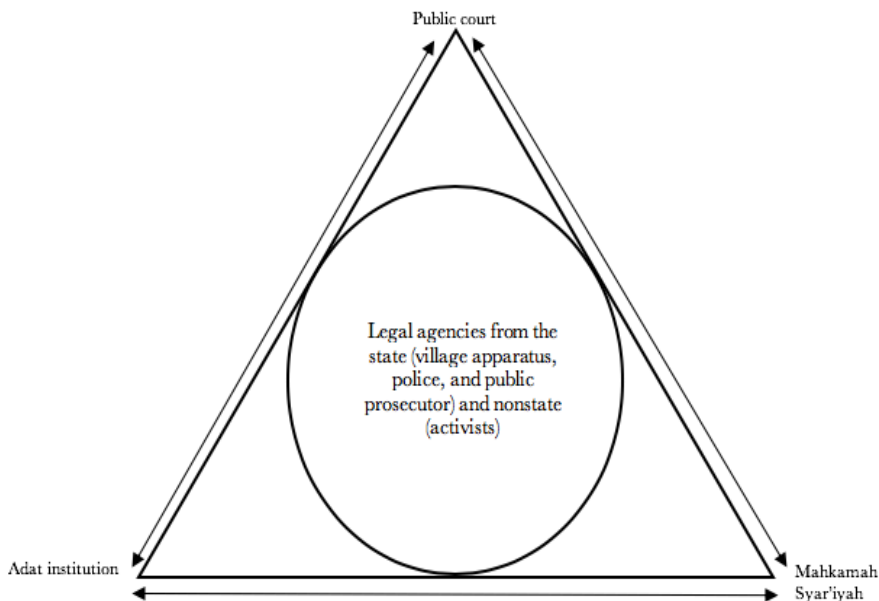 Public court
Legal agencies from the
state (village apparatus,
police, and public
prosecutor) and nonstate
(activists)
Adat institution
Mahkamah
Syar'iyah